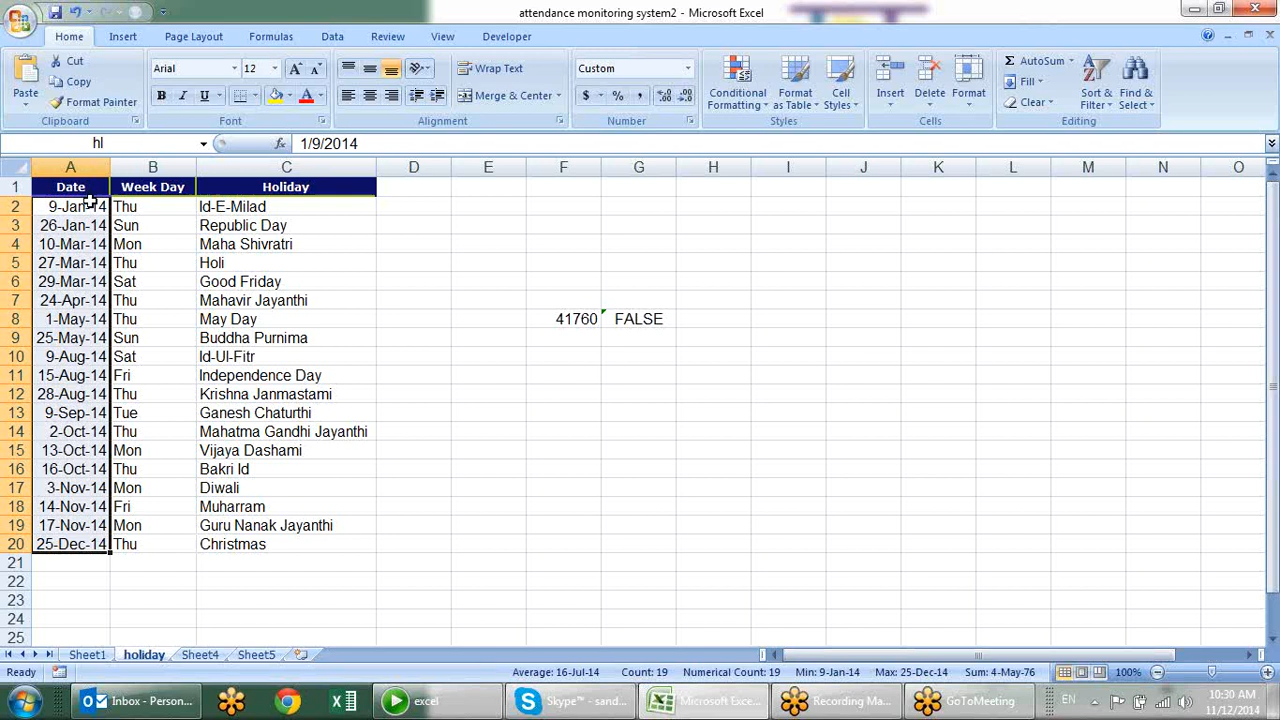 attendance monitoring system2 - Microsoft Excel
Home Insert Page Layout Formulas Data Review View Developer
Paste Cut Copy Format Painter Clipboard
Arial 12 B I U A A A Font
Wrap Text Merge & Center Alignment
Custom $ % , Number
Conditional Formatting Format as Table Cell Styles Styles
Insert Delete Format Cells
Σ AutoSum Fill Clear Sort & Filter Find & Select Editing
hl fx 1/9/2014
A B C D E F G H I J K L M N O
1 Date Week Day Holiday
2 9-Jan-14 Thu Id-E-Milad
3 26-Jan-14 Sun Republic Day
4 10-Mar-14 Mon Maha Shivratri
5 27-Mar-14 Thu Holi
6 29-Mar-14 Sat Good Friday
7 24-Apr-14 Thu Mahavir Jayanthi
8 1-May-14 Thu May Day 41760 FALSE
9 25-May-14 Sun Buddha Purnima
10 9-Aug-14 Sat Id-Ul-Fitr
11 15-Aug-14 Fri Independence Day
12 28-Aug-14 Thu Krishna Janmastami
13 9-Sep-14 Tue Ganesh Chaturthi
14 2-Oct-14 Thu Mahatma Gandhi Jayanthi
15 13-Oct-14 Mon Vijaya Dashami
16 16-Oct-14 Thu Bakri Id
17 3-Nov-14 Mon Diwali
18 14-Nov-14 Fri Muharram
19 17-Nov-14 Mon Guru Nanak Jayanthi
20 25-Dec-14 Thu Christmas
21
22
23
24
25
Sheet1 holiday Sheet4 Sheet5
Ready Average: 16-Jul-14 Count: 19 Numerical Count: 19 Min: 9-Jan-14 Max: 25-Dec-14 Sum: 4-May-76 100%
Inbox - Person... excel Skype™ - sand... Microsoft Exce... Recording Ma... GoToMeeting EN 10:30 AM
11/12/2014